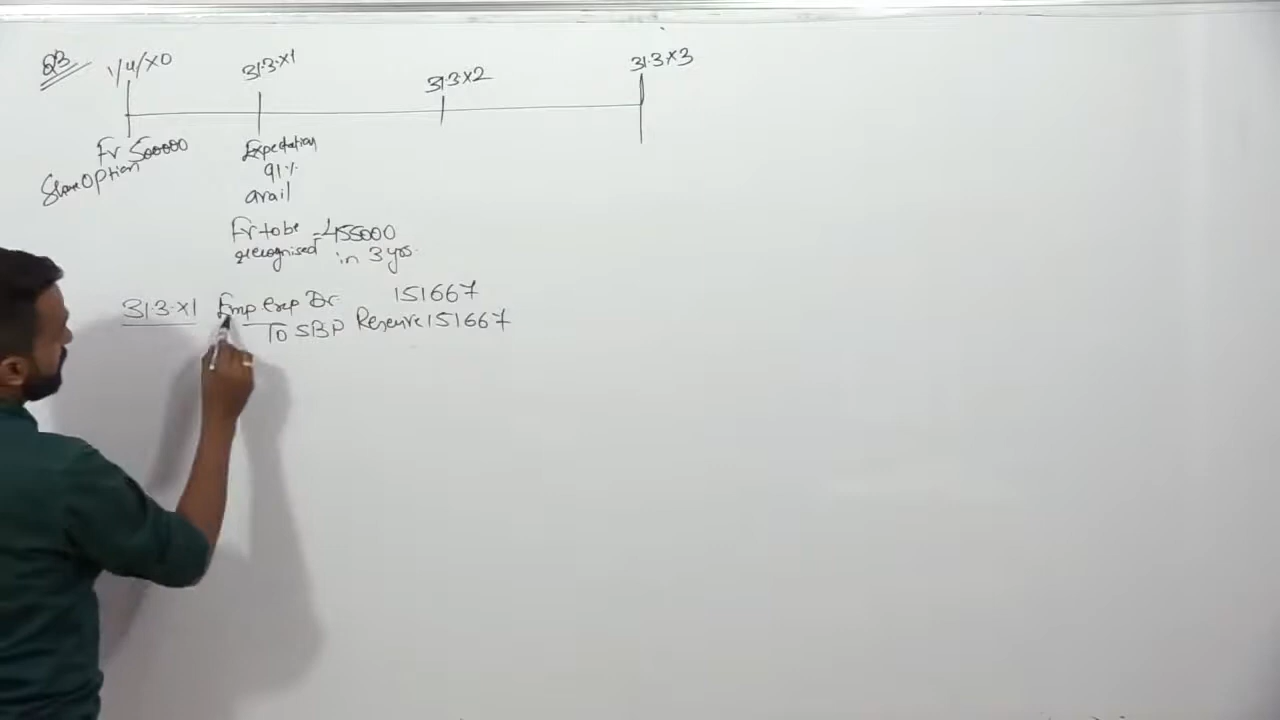 Q3 1/4/X0 31.3.X1 31.3.X2 31.3.X3
Fv 500000
Share Option
Expectation
91%
avail
Fv to be = 455000
recognised in 3 yrs.
31.3.X1 Emp Exp Dr 151667
To SBP Reserve 151667